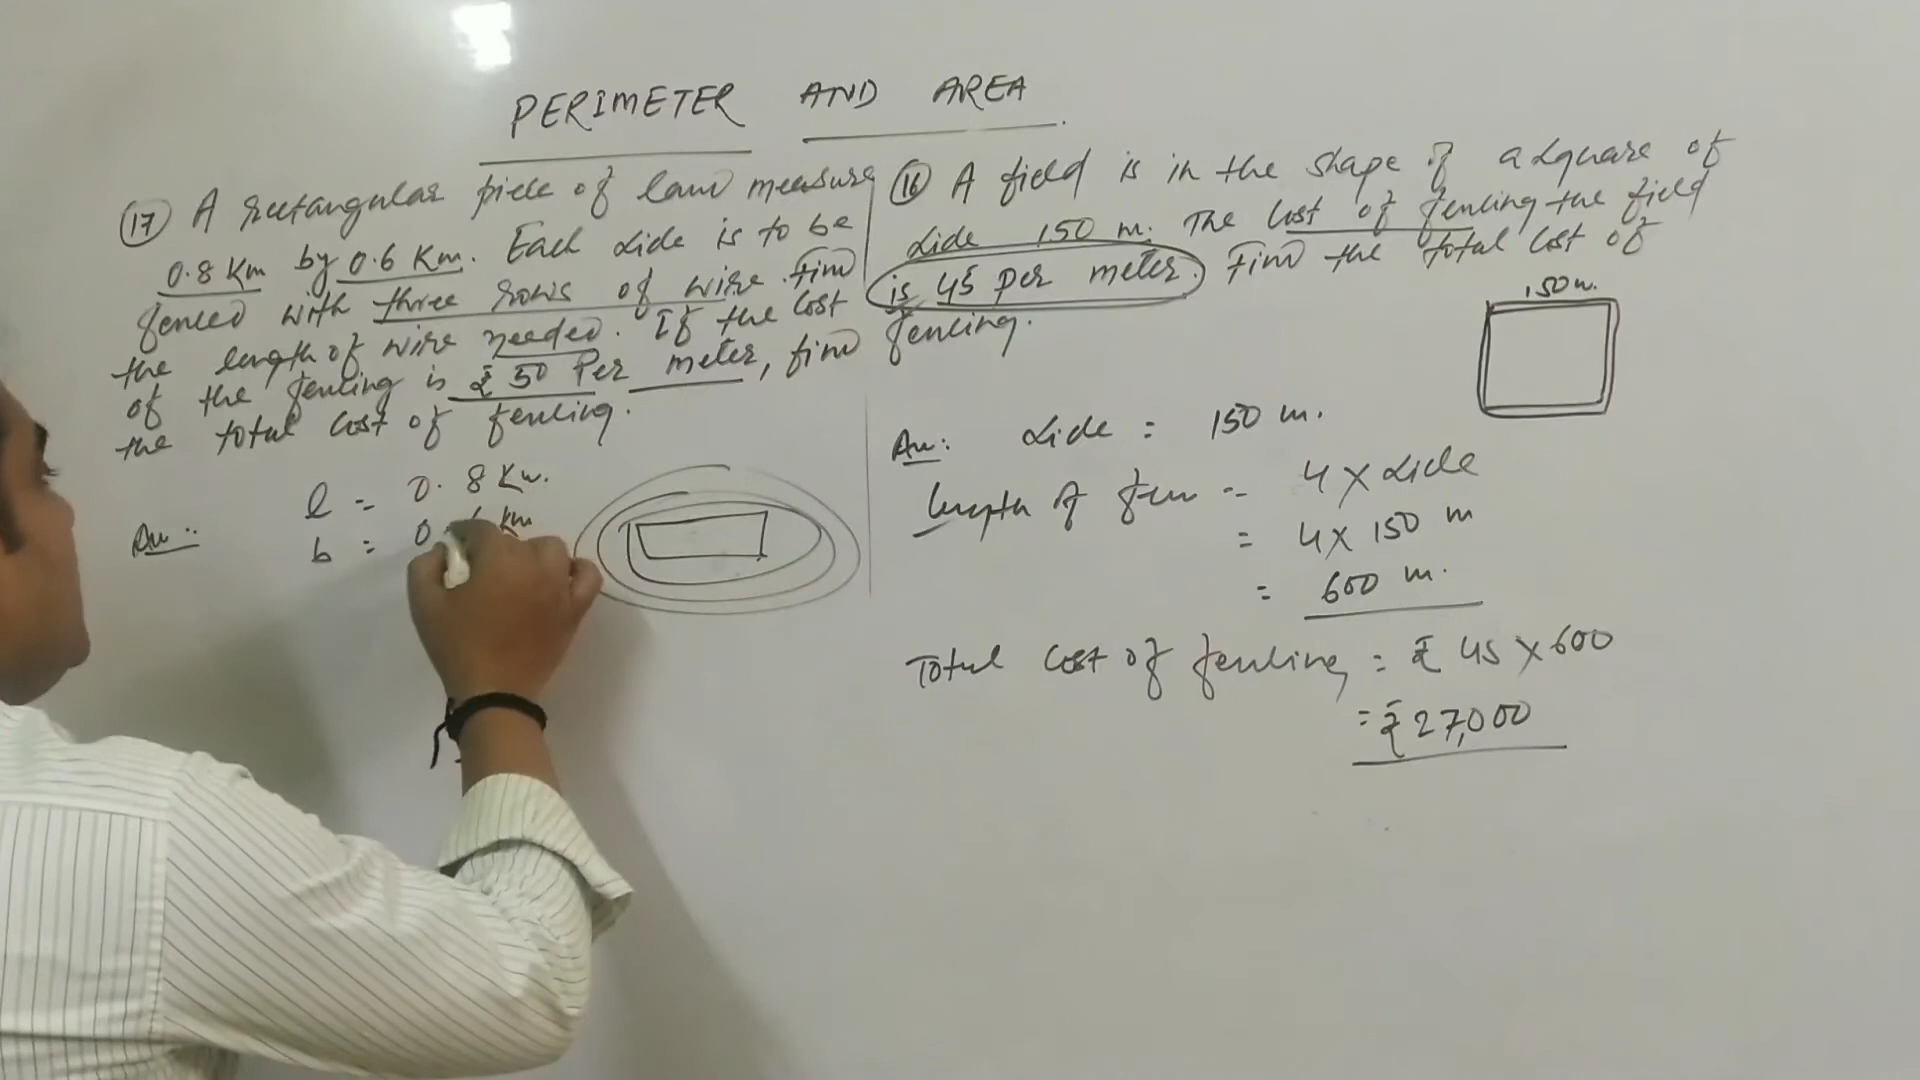 PERIMETER AND AREA
(17) A rectangular piece of land measure
0.8 Km by 0.6 Km. Each side is to be
fenced with three rows of wire. Find
the length of wire needed. If the cost
of the fencing is ₹ 50 Per meter, find
the total cost of fencing.
Ans:
l = 0.8 Km.
b = 0. Km
(16) A field is in the shape of a square of
side 150 m. The cost of fencing the field
is 45 per meter. Find the total cost of
fencing.
150 m.
Ans: side = 150 m.
length of fen = 4 × side
= 4 × 150 m
= 600 m.
Total cost of fencing = ₹ 45 × 600
= ₹ 27,000